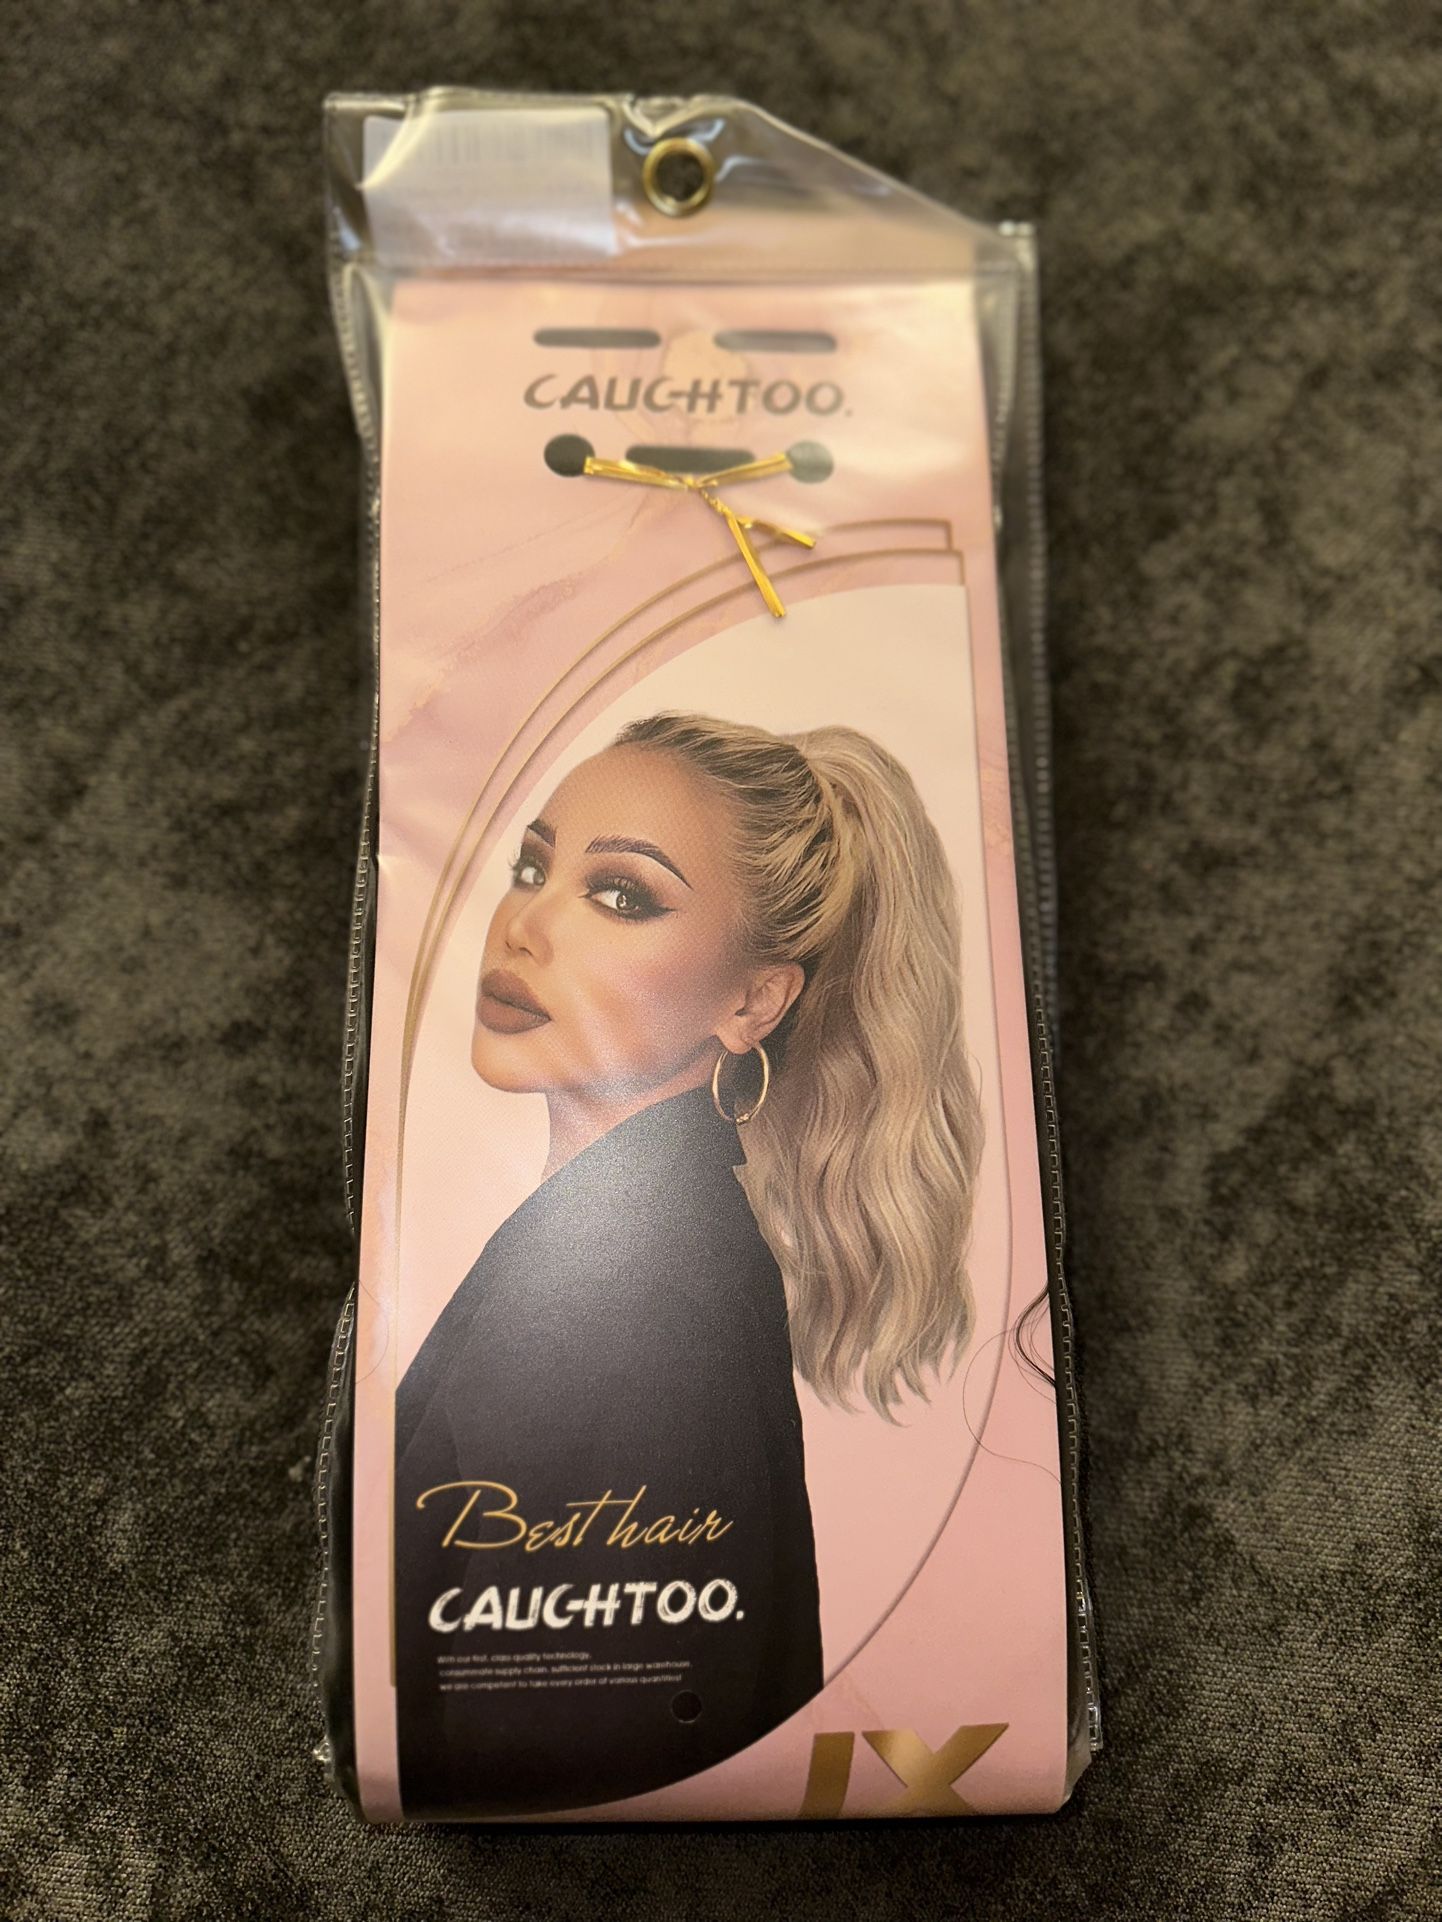 CAUGHTOO.
Best hair
CAUGHTOO.
With our first, class quality technology,
consummate supply chain, sufficient stock in large warehouse,
we are competent to take every order of various quantities!